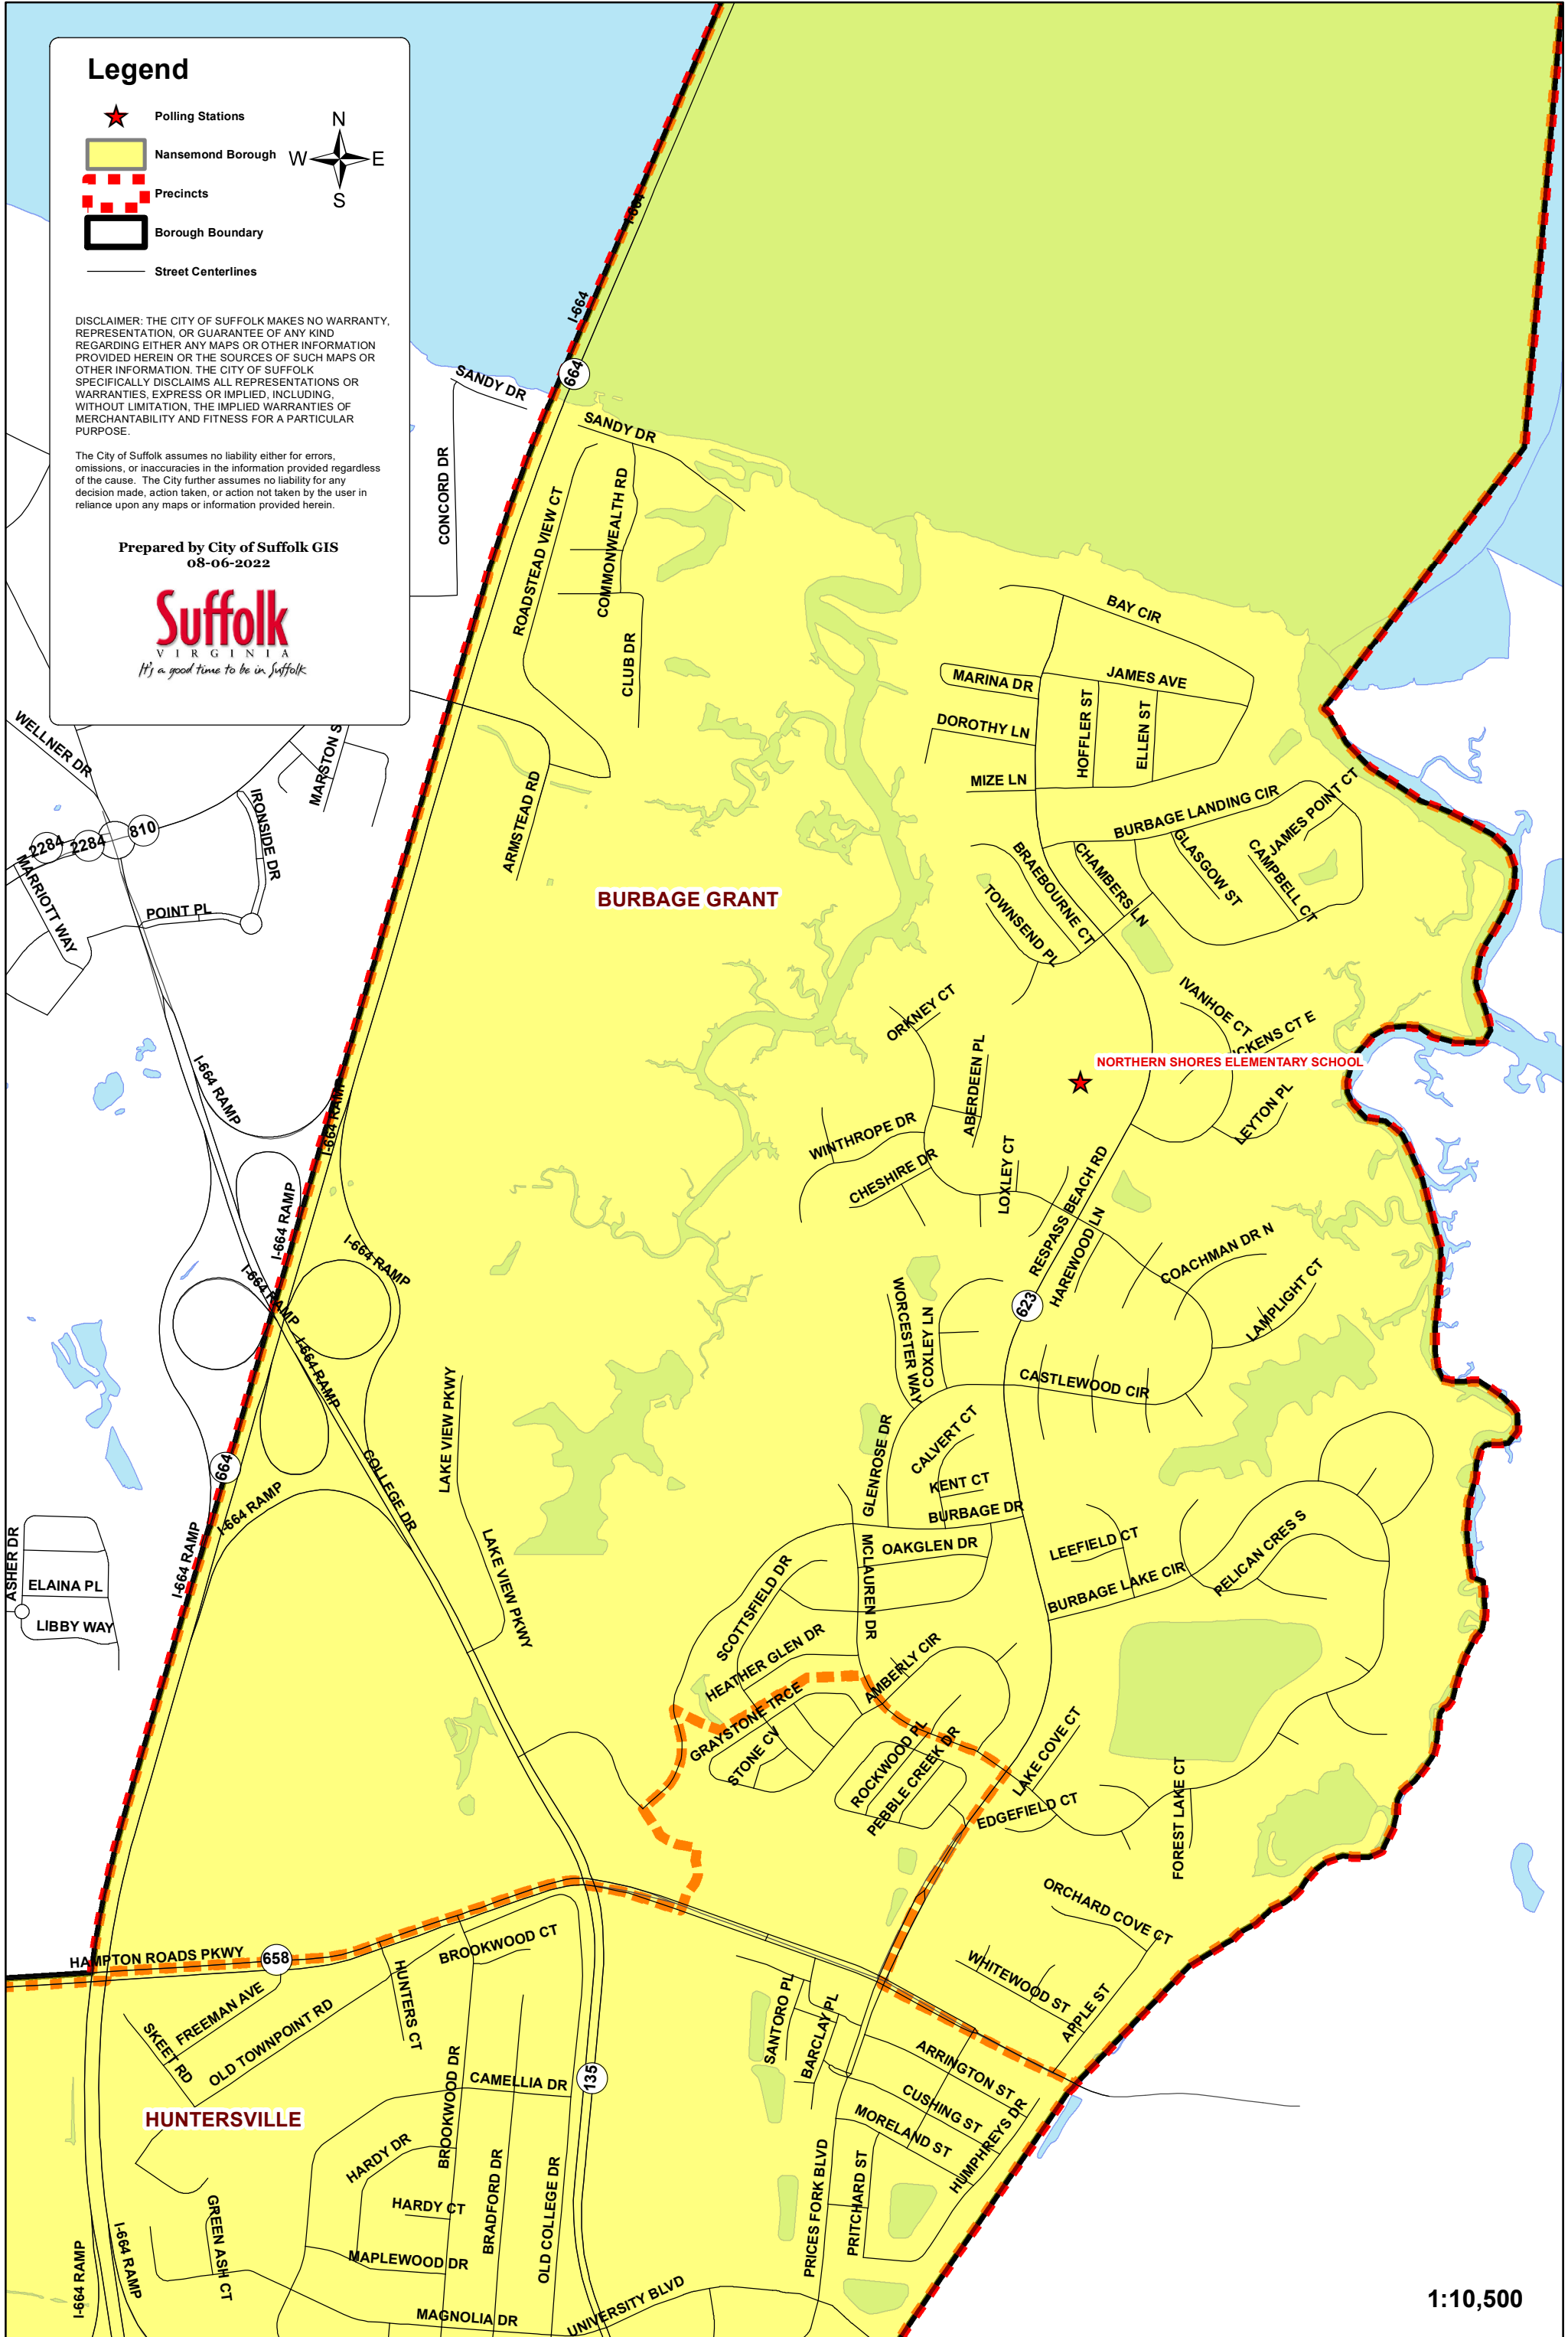 Legend
Polling Stations
Nansemond Borough
Precincts
Borough Boundary
Street Centerlines
N
W E
S
DISCLAIMER: THE CITY OF SUFFOLK MAKES NO WARRANTY,
REPRESENTATION, OR GUARANTEE OF ANY KIND
REGARDING EITHER ANY MAPS OR OTHER INFORMATION
PROVIDED HEREIN OR THE SOURCES OF SUCH MAPS OR
OTHER INFORMATION. THE CITY OF SUFFOLK
SPECIFICALLY DISCLAIMS ALL REPRESENTATIONS OR
WARRANTIES, EXPRESS OR IMPLIED, INCLUDING,
WITHOUT LIMITATION, THE IMPLIED WARRANTIES OF
MERCHANTABILITY AND FITNESS FOR A PARTICULAR
PURPOSE.
The City of Suffolk assumes no liability either for errors,
omissions, or inaccuracies in the information provided regardless
of the cause. The City further assumes no liability for any
decision made, action taken, or action not taken by the user in
reliance upon any maps or information provided herein.
Prepared by City of Suffolk GIS
08-06-2022
Suffolk
VIRGINIA
It's a good time to be in Suffolk
I-664
I-664
664
SANDY DR
SANDY DR
CONCORD DR
ROADSTEAD VIEW CT
COMMONWEALTH RD
CLUB DR
ARMSTEAD RD
WELLNER DR
MARSTON S
IRONSIDE DR
810
2284
2284
MARRIOTT WAY
POINT PL
BURBAGE GRANT
BAY CIR
JAMES AVE
MARINA DR
DOROTHY LN
MIZE LN
HOFFLER ST
ELLEN ST
BURBAGE LANDING CIR
JAMES POINT CT
GLASGOW ST
CAMPBELL CT
CHAMBERS LN
BRAEBOURNE CT
TOWNSEND PL
ORKNEY CT
ABERDEEN PL
IVANHOE CT
ICKENS CT E
NORTHERN SHORES ELEMENTARY SCHOOL
LEYTON PL
WINTHROPE DR
CHESHIRE DR
LOXLEY CT
RESPASS BEACH RD
HAREWOOD LN
COACHMAN DR N
LAMPLIGHT CT
623
WORCESTER WAY
COXLEY LN
CASTLEWOOD CIR
GLENROSE DR
CALVERT CT
KENT CT
BURBAGE DR
OAKGLEN DR
MCLAUREN DR
LEEFIELD CT
BURBAGE LAKE CIR
PELICAN CRES S
SCOTTSFIELD DR
HEATHER GLEN DR
AMBERLY CIR
GRAYSTONE TRCE
STONE CV
ROCKWOOD PL
PEBBLE CREEK DR
LAKE COVE CT
EDGEFIELD CT
FOREST LAKE CT
ORCHARD COVE CT
WHITEWOOD ST
APPLE ST
I-664 RAMP
I-664 RAMP
I-664 RAMP
I-664 RAMP
I-664 RAMP
I-664 RAMP
664
I-664 RAMP
I-664 RAMP
COLLEGE DR
LAKE VIEW PKWY
LAKE VIEW PKWY
ASHER DR
ELAINA PL
LIBBY WAY
HAMPTON ROADS PKWY
658
BROOKWOOD CT
HUNTERS CT
FREEMAN AVE
SKEET RD
OLD TOWNPOINT RD
HUNTERSVILLE
CAMELLIA DR
135
BROOKWOOD DR
HARDY DR
HARDY CT
BRADFORD DR
OLD COLLEGE DR
MAPLEWOOD DR
MAGNOLIA DR
UNIVERSITY BLVD
GREEN ASH CT
I-664 RAMP
I-664 RAMP
SANTORO PL
BARCLAY PL
ARRINGTON ST
CUSHING ST
MORELAND ST
HUMPHREYS DR
PRICES FORK BLVD
PRITCHARD ST
1:10,500